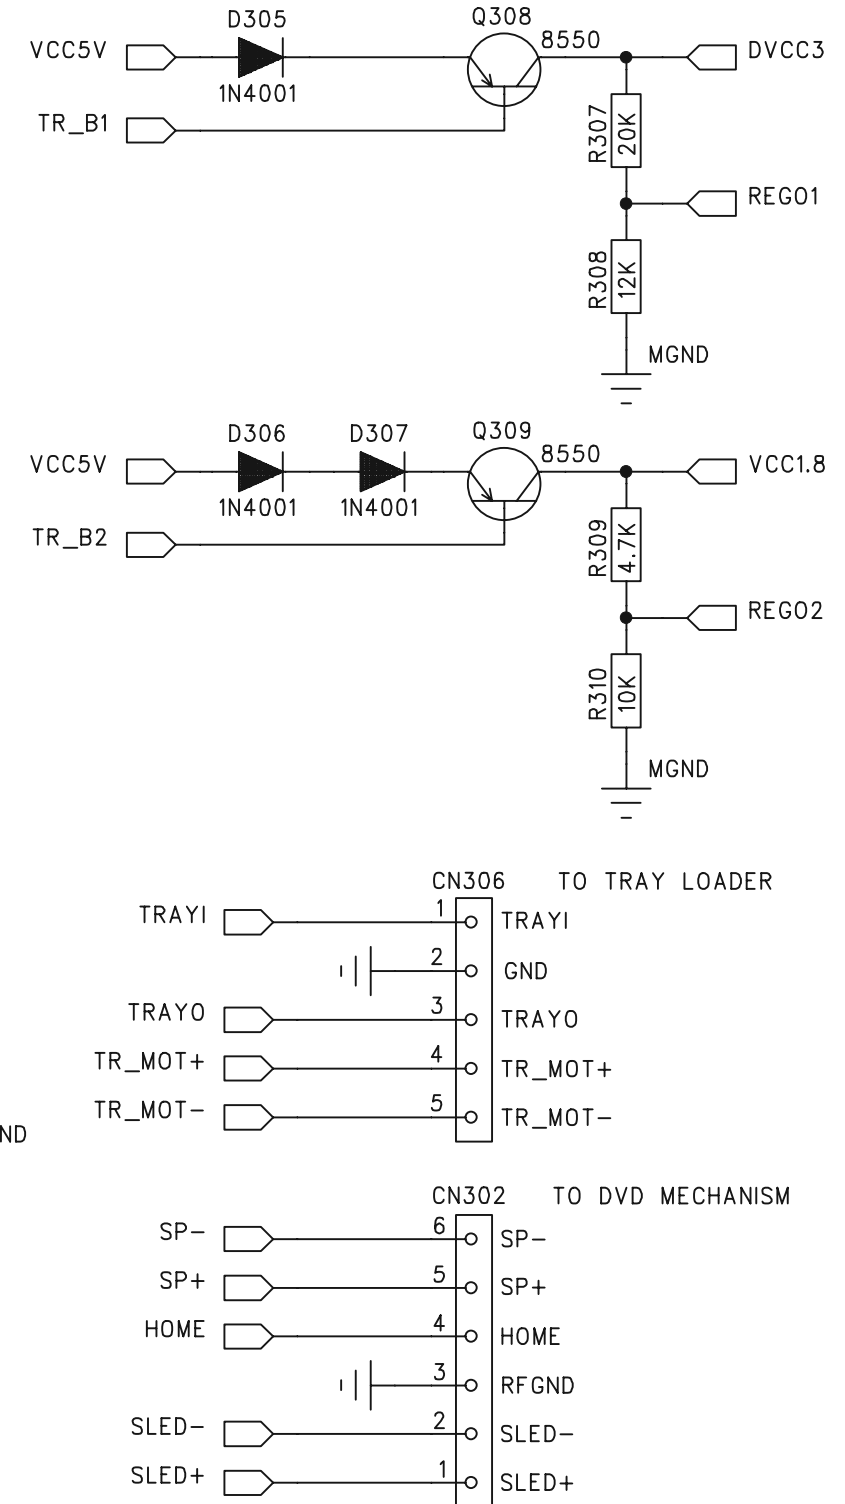 D305
Q308
VCC5V
8550
DVCC3
1N4001
TR_B1
R307
20K
REGO1
R308
12K
MGND
D306
D307
Q309
VCC5V
8550
VCC1.8
1N4001
1N4001
TR_B2
R309
4.7K
REGO2
R310
10K
MGND
CN306 TO TRAY LOADER
TRAYI 1 TRAYI
2 GND
TRAYO 3 TRAYO
TR_MOT+ 4 TR_MOT+
TR_MOT- 5 TR_MOT-
ND
CN302 TO DVD MECHANISM
SP- 6 SP-
SP+ 5 SP+
HOME 4 HOME
3 RFGND
SLED- 2 SLED-
SLED+ 1 SLED+